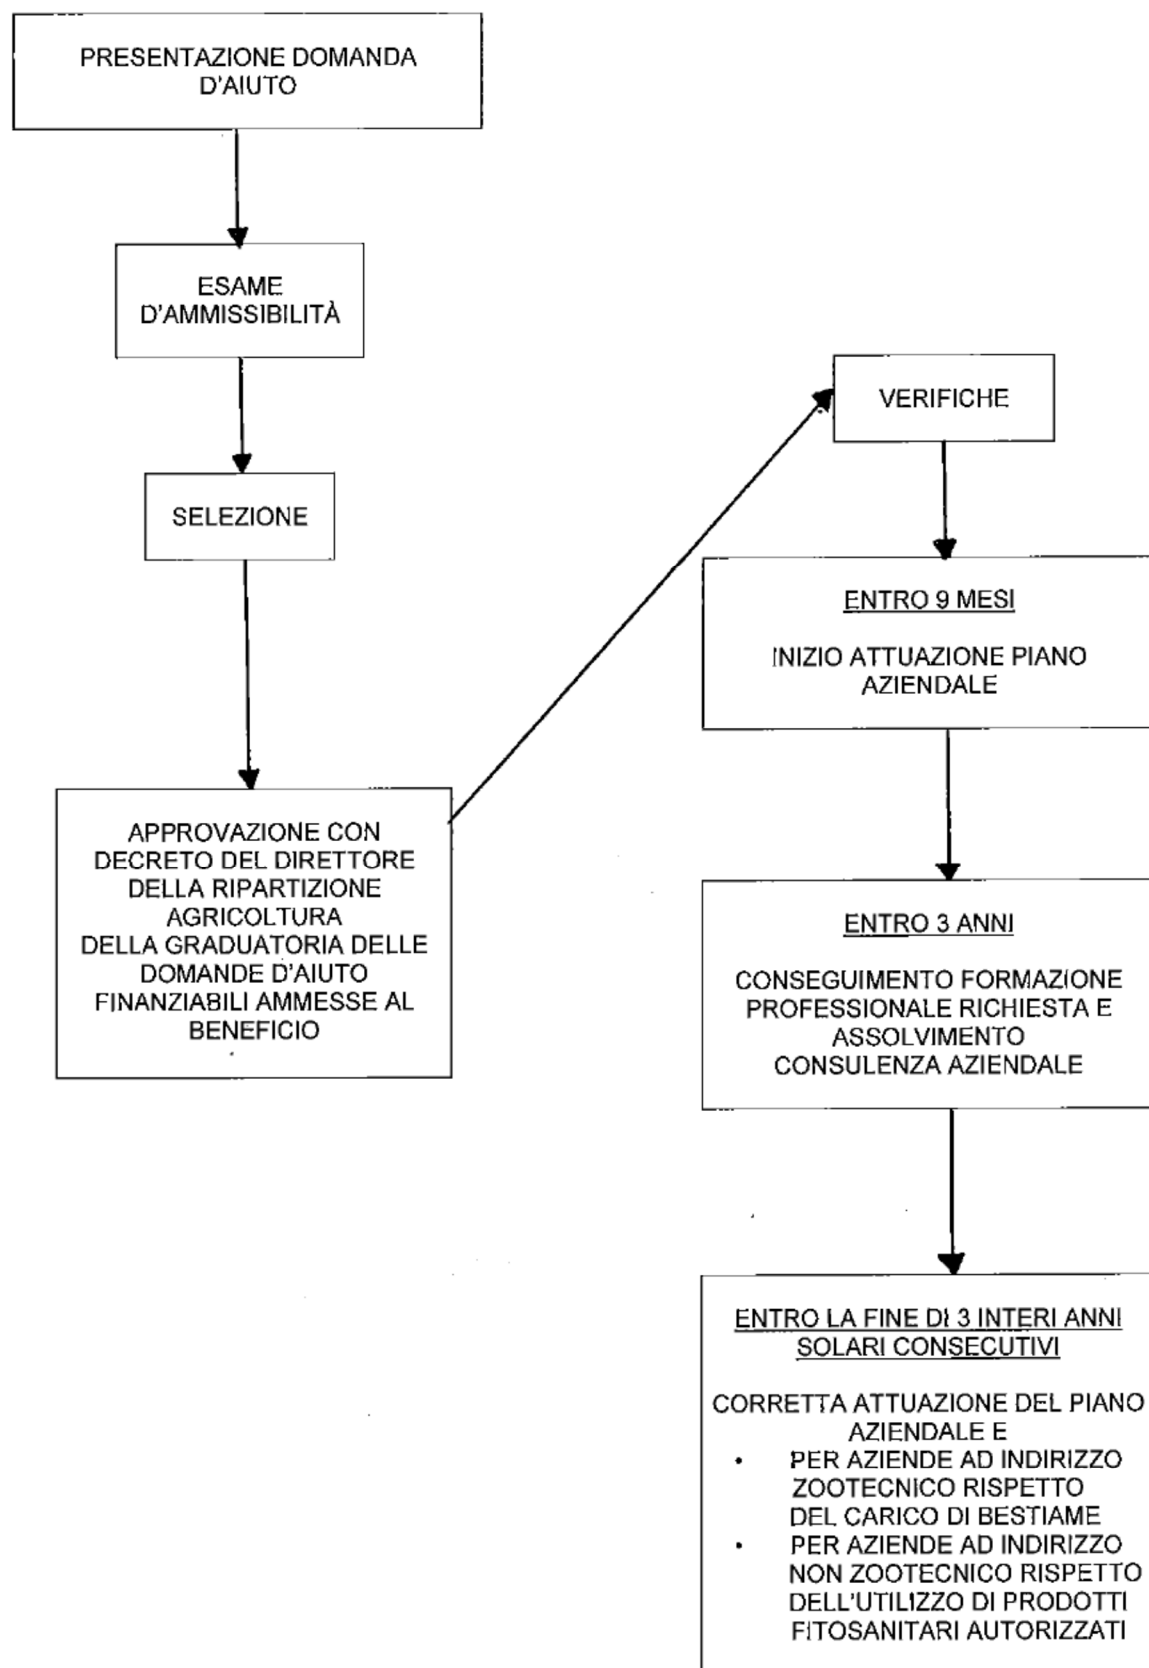 PRESENTAZIONE DOMANDA
D'AIUTO
ESAME
D'AMMISSIBILITÀ
SELEZIONE
APPROVAZIONE CON
DECRETO DEL DIRETTORE
DELLA RIPARTIZIONE
AGRICOLTURA
DELLA GRADUATORIA DELLE
DOMANDE D'AIUTO
FINANZIABILI AMMESSE AL
BENEFICIO
VERIFICHE
ENTRO 9 MESI
INIZIO ATTUAZIONE PIANO
AZIENDALE
ENTRO 3 ANNI
CONSEGUIMENTO FORMAZIONE
PROFESSIONALE RICHIESTA E
ASSOLVIMENTO
CONSULENZA AZIENDALE
ENTRO LA FINE DI 3 INTERI ANNI
SOLARI CONSECUTIVI
CORRETTA ATTUAZIONE DEL PIANO
AZIENDALE E
• PER AZIENDE AD INDIRIZZO
ZOOTECNICO RISPETTO
DEL CARICO DI BESTIAME
• PER AZIENDE AD INDIRIZZO
NON ZOOTECNICO RISPETTO
DELL'UTILIZZO DI PRODOTTI
FITOSANITARI AUTORIZZATI